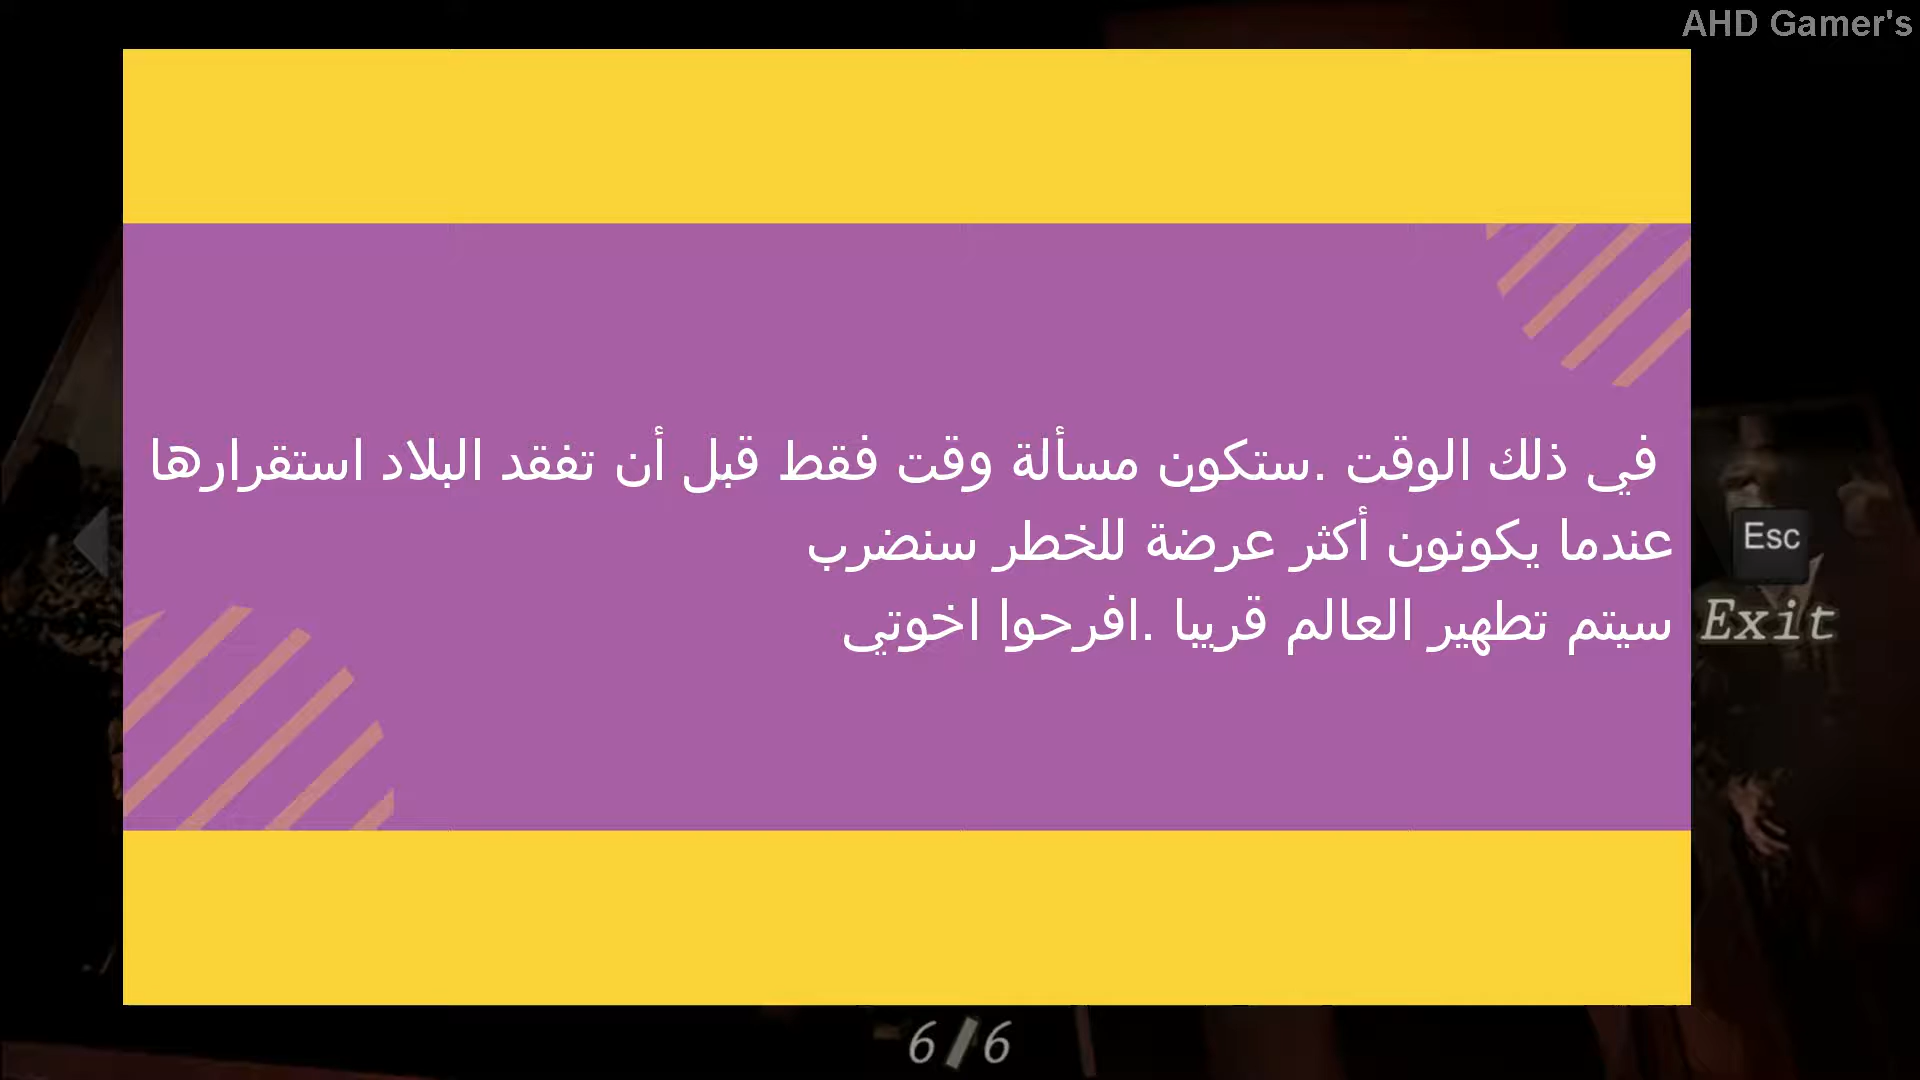 AHD Gamer's
في ذلك الوقت .ستكون مسألة وقت فقط قبل أن تفقد البلاد استقرارها
عندما يكونون أكثر عرضة للخطر سنضرب
سيتم تطهير العالم قريبا .افرحوا اخوتي
Esc
Exit
6/6